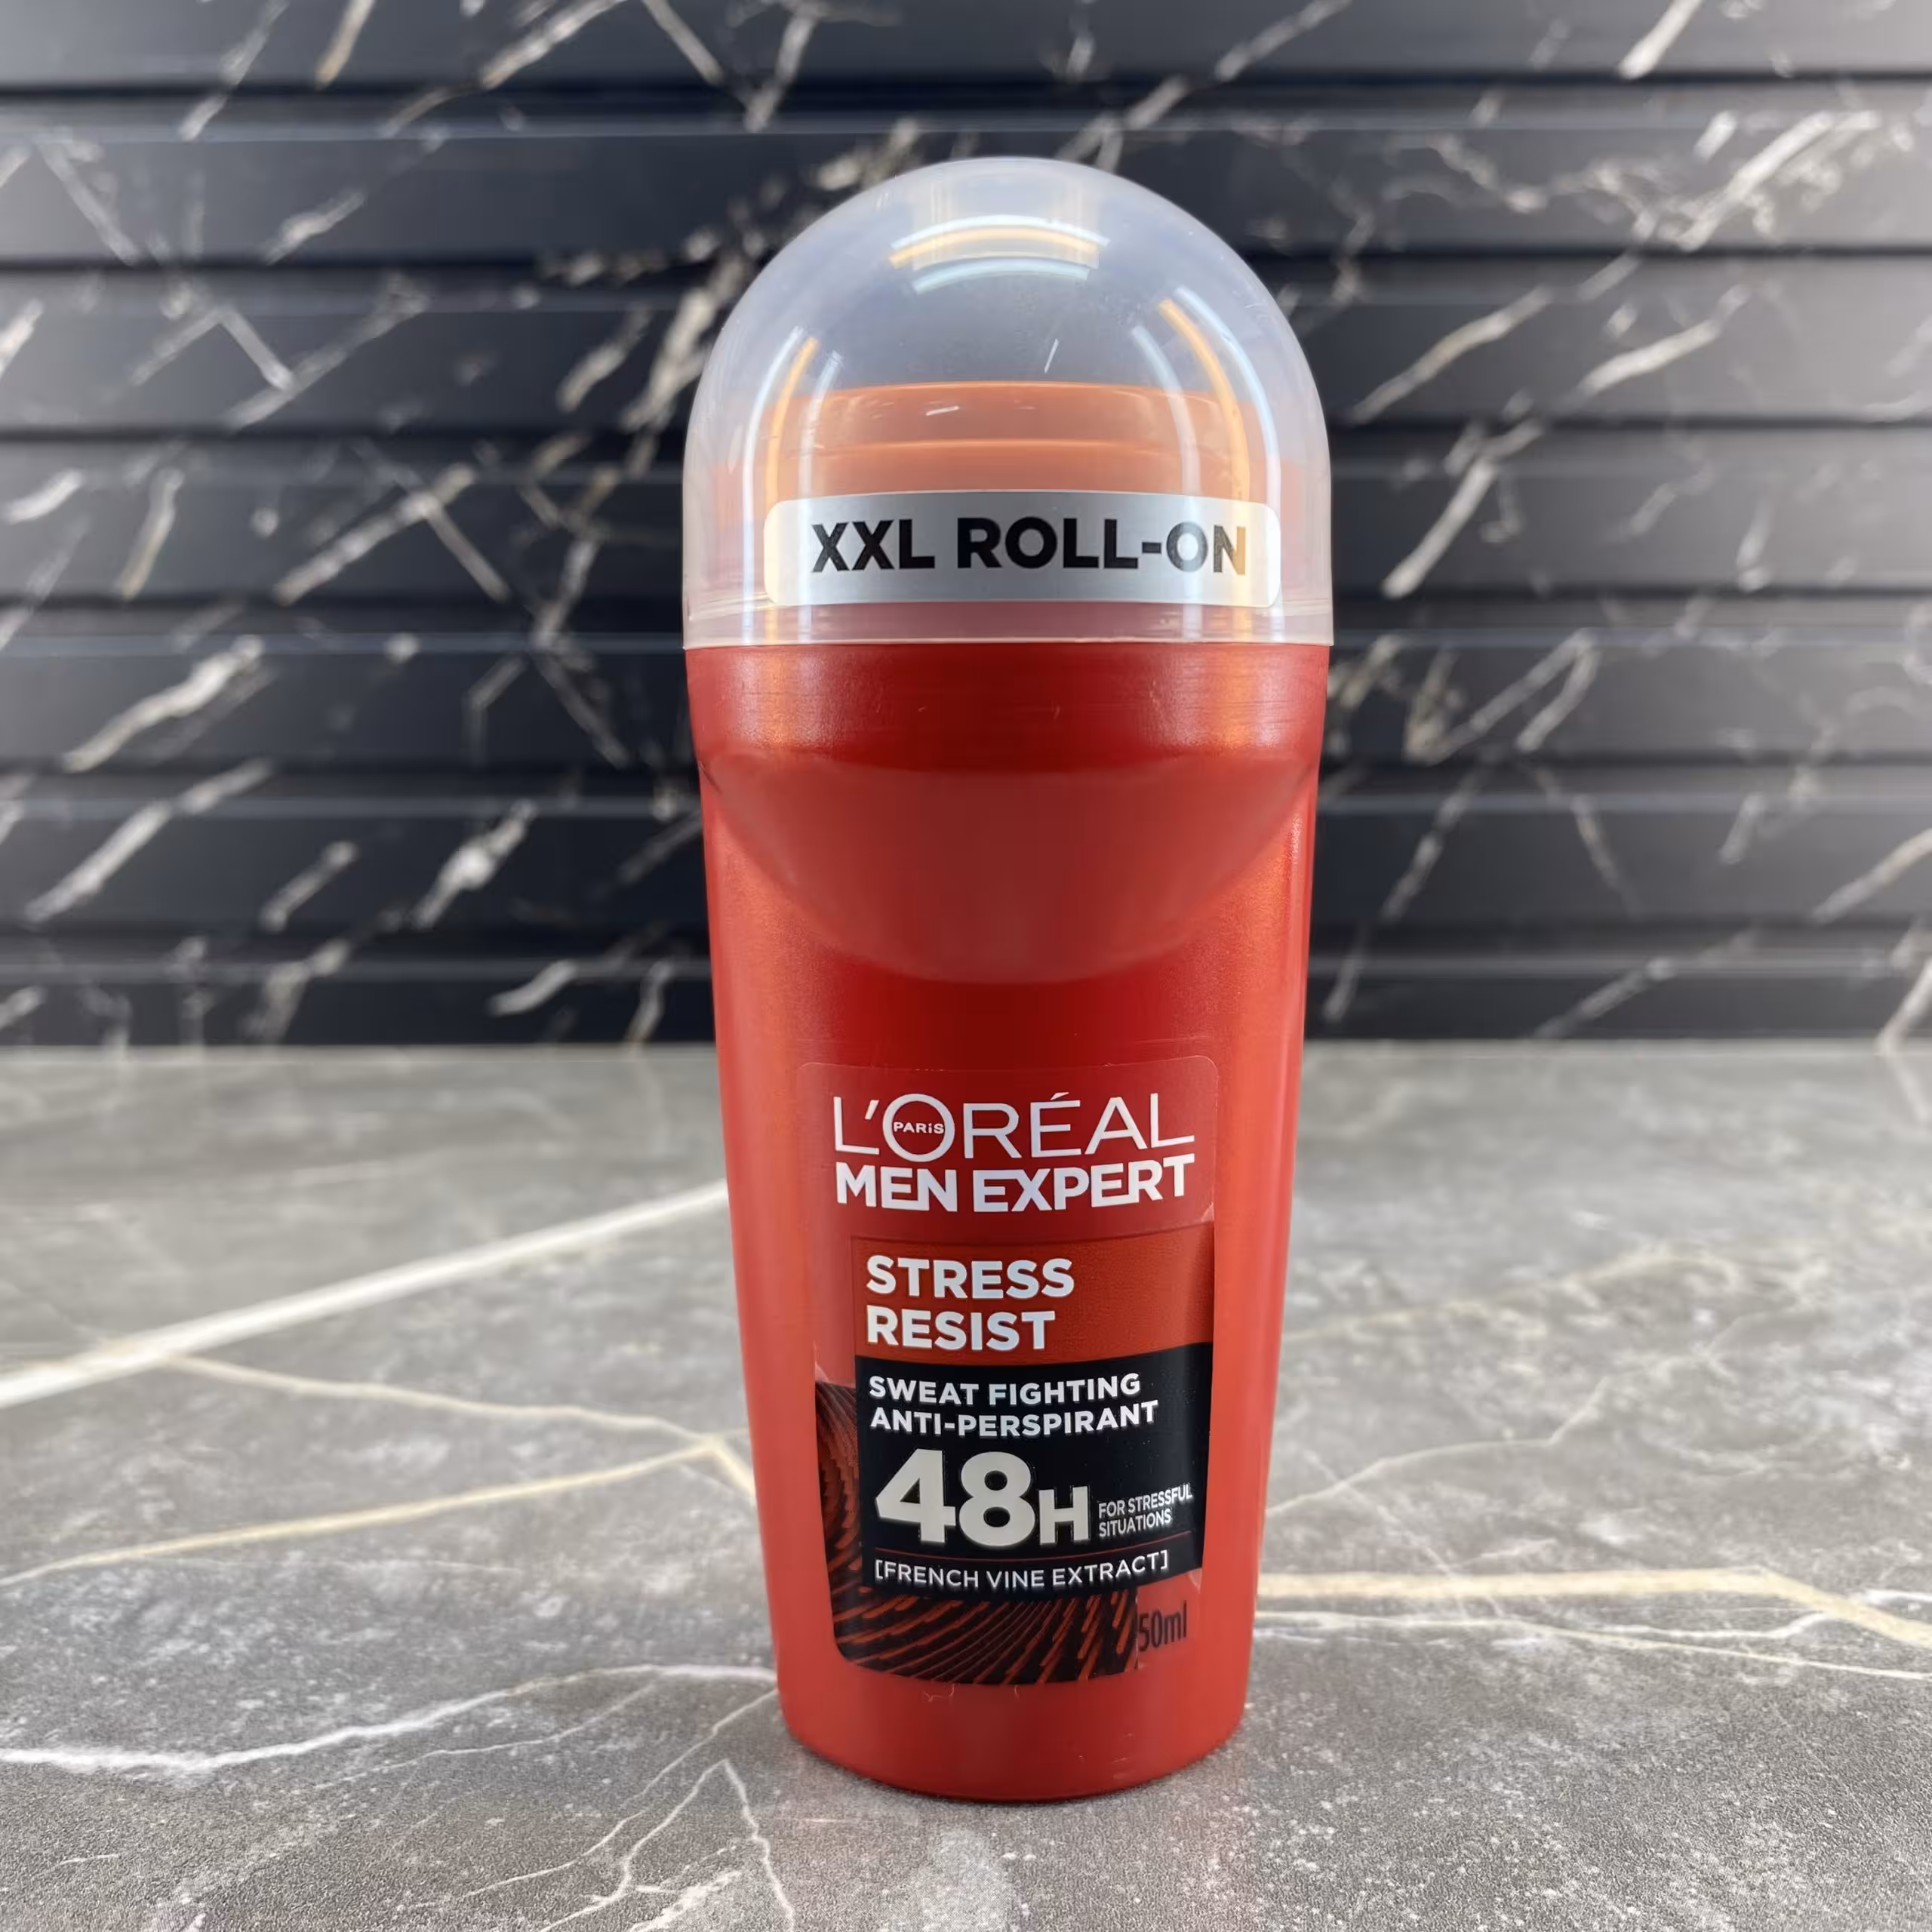 XXL ROLL-ON
L'ORÉAL
PARiS
MEN EXPERT
STRESS
RESIST
SWEAT FIGHTING
ANTI-PERSPIRANT
48H
FOR STRESSFUL
SITUATIONS
[FRENCH VINE EXTRACT]
50ml